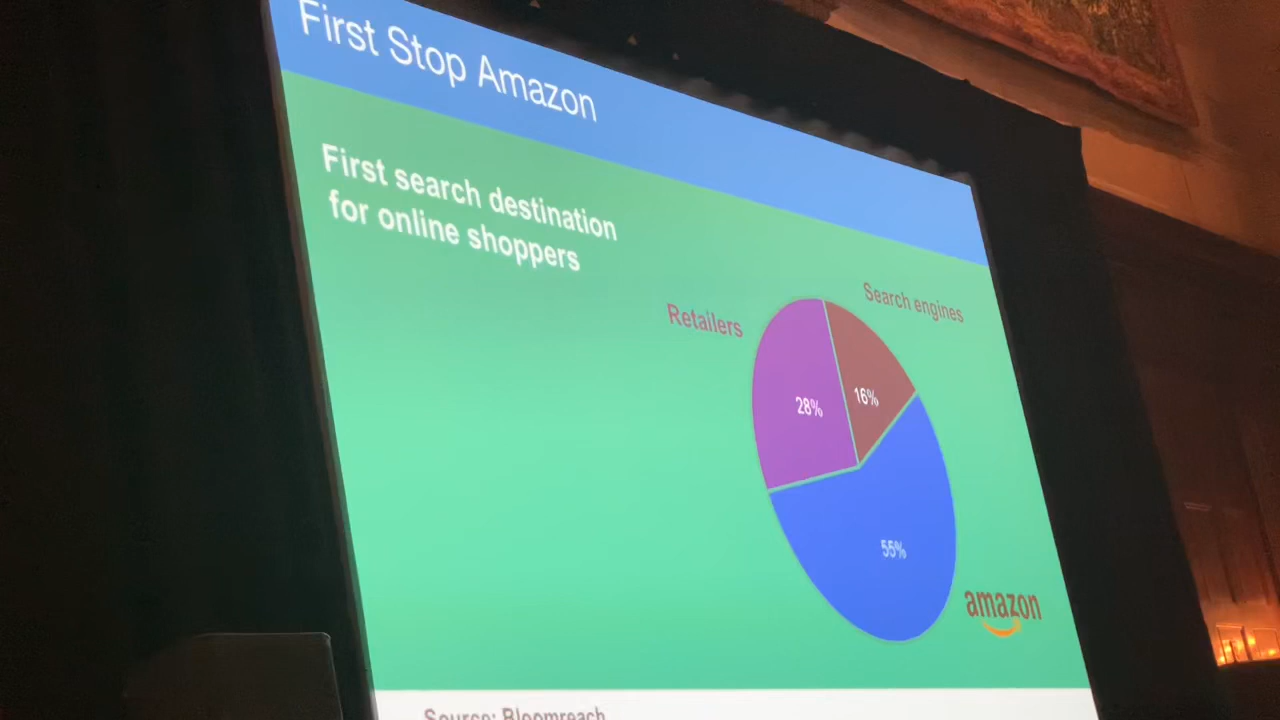 First Stop Amazon
First search destination
for online shoppers
Retailers
Search engines
28%
16%
55%
amazon
Source: Bloomreach